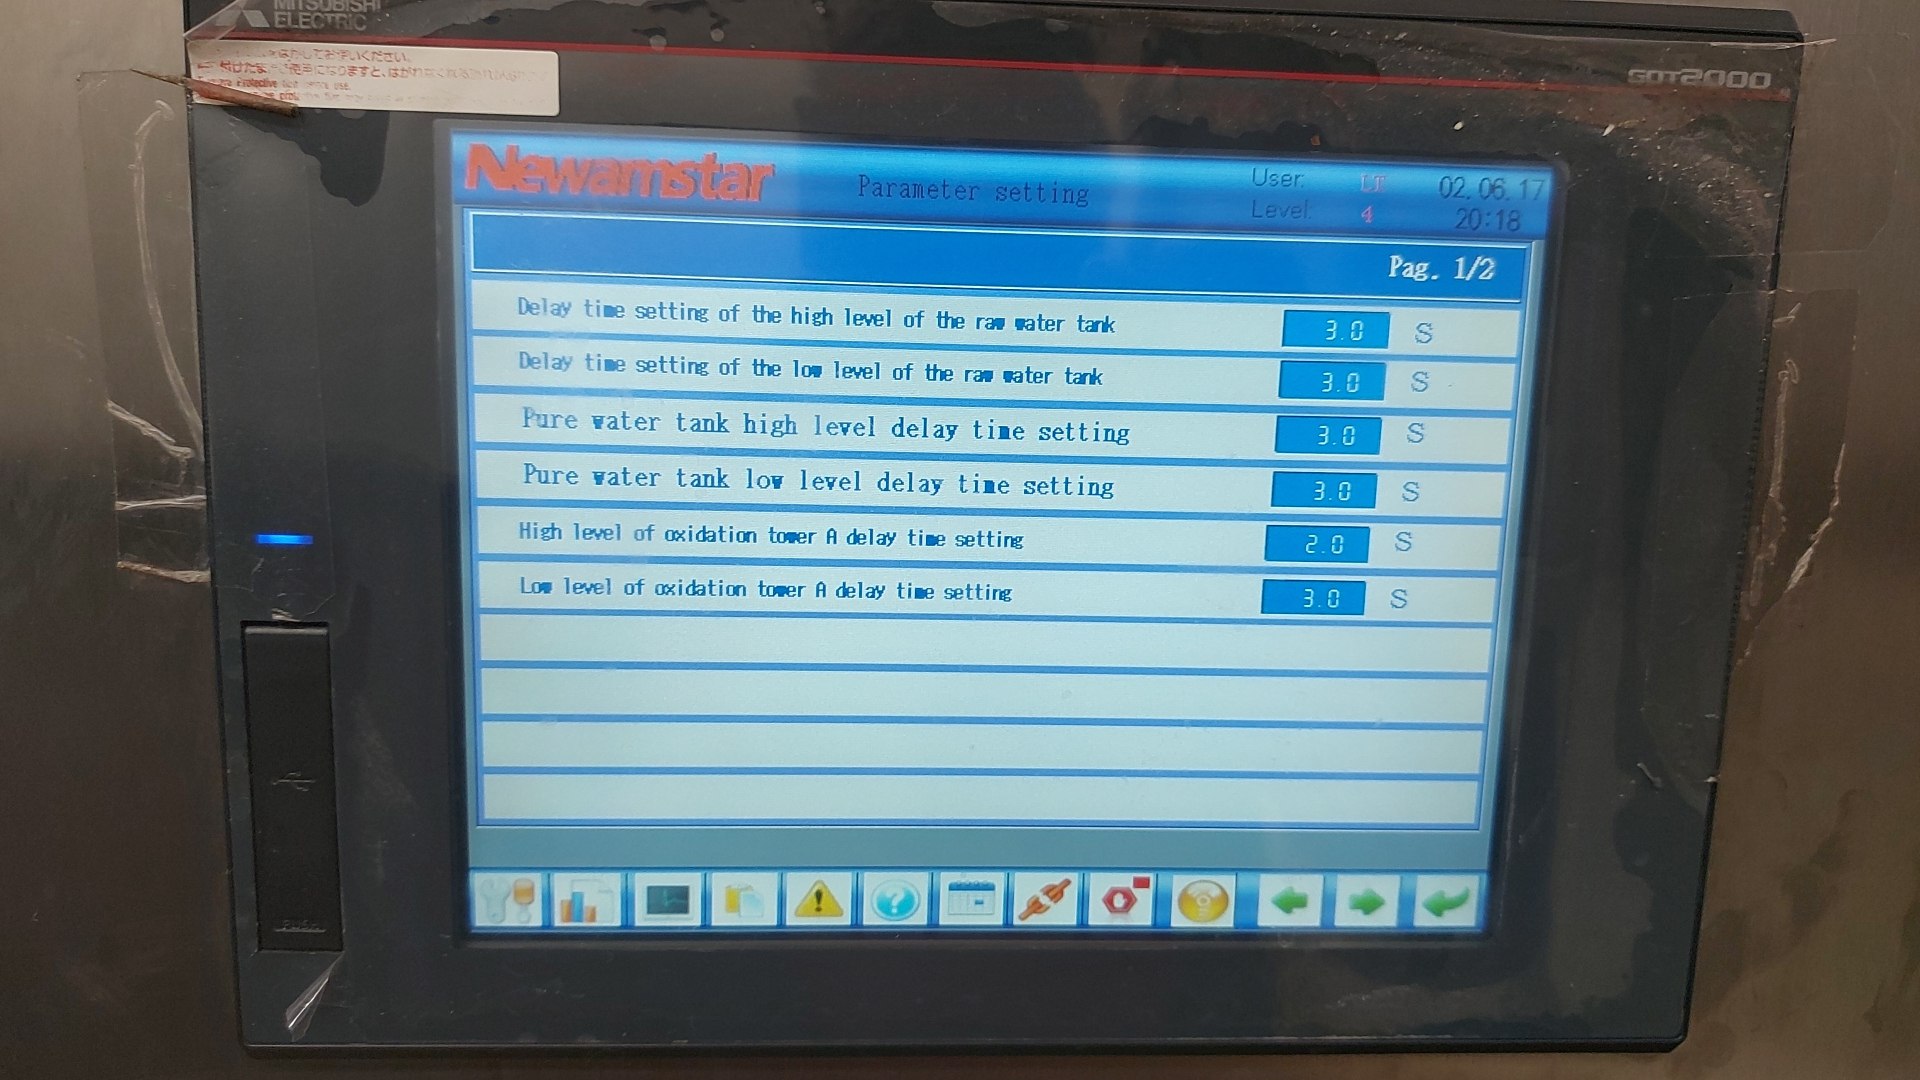 MITSUBISHI
ELECTRIC
GOT2000
Newamstar
Parameter setting
User: LT
Level: 4
02.06.17
20:18
Pag. 1/2
Delay time setting of the high level of the raw water tank 3.0 S
Delay time setting of the low level of the raw water tank 3.0 S
Pure water tank high level delay time setting 3.0 S
Pure water tank low level delay time setting 3.0 S
High level of oxidation tower A delay time setting 2.0 S
Low level of oxidation tower A delay time setting 3.0 S